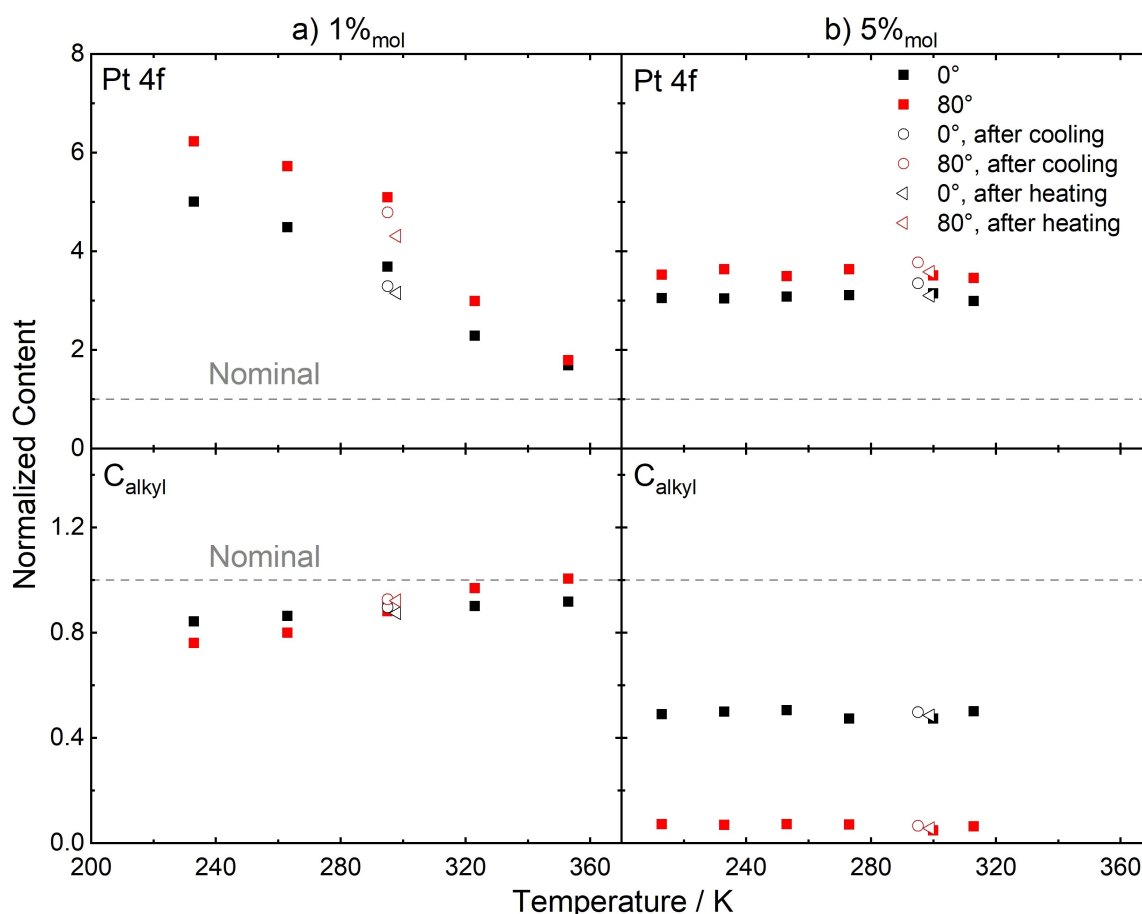 a) 1%mol
b) 5%mol
8
Pt 4f
Pt 4f
0°
80°
0°, after cooling
80°, after cooling
0°, after heating
80°, after heating
6
4
2
Nominal
0
Normalized Content
Calkyl
Calkyl
1.2
Nominal
0.8
0.4
0.0
200 240 280 320 360 240 280 320 360
Temperature / K